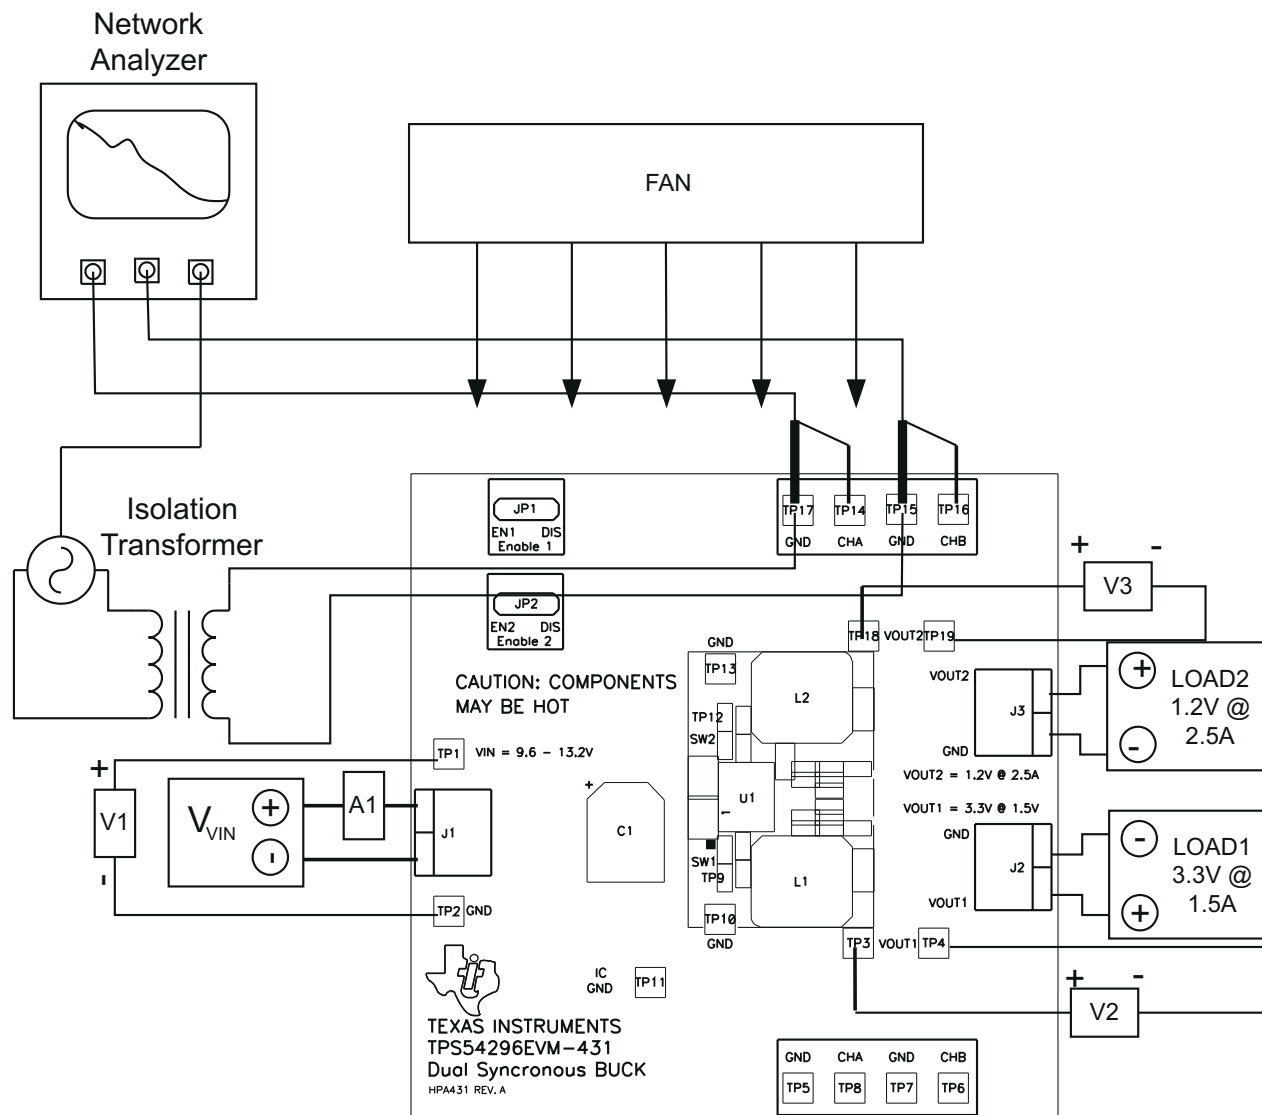 Network
Analyzer
FAN
Isolation
Transformer
JP1
EN1 DIS
Enable 1
JP2
EN2 DIS
Enable 2
TP17 TP14 TP15 TP16
GND CHA GND CHB
+ -
V3
TP18 VOUT2 TP19
GND
TP13
L2
TP12
SW2
CAUTION: COMPONENTS
MAY BE HOT
VOUT2
J3
GND
+
-
LOAD2
1.2V @
2.5A
TP1 VIN = 9.6 - 13.2V
VOUT2 = 1.2V @ 2.5A
VOUT1 = 3.3V @ 1.5V
+
V1
-
VVIN
+
-
A1
J1
+
C1
U1
1
SW1
TP9
L1
GND
J2
VOUT1
-
+
LOAD1
3.3V @
1.5A
TP2 GND
TP10
GND
TP3 VOUT1 TP4
IC
GND
TP11
+ -
V2
TEXAS INSTRUMENTS
TPS54296EVM-431
Dual Syncronous BUCK
HPA431 REV. A
GND CHA GND CHB
TP5 TP8 TP7 TP6